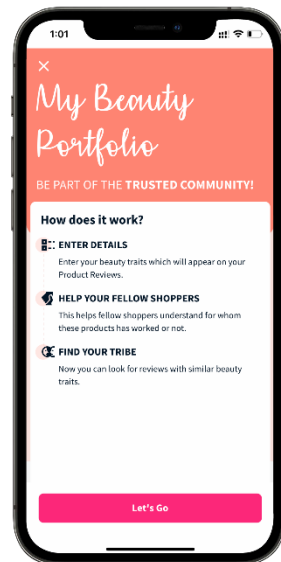 1:01
My Beauty
Portfolio
BE PART OF THE TRUSTED COMMUNITY!
How does it work?
ENTER DETAILS
Enter your beauty traits which will appear on your
Product Reviews.
HELP YOUR FELLOW SHOPPERS
This helps fellow shoppers understand for whom
these products has worked or not.
FIND YOUR TRIBE
Now you can look for reviews with similar beauty
traits.
Let's Go